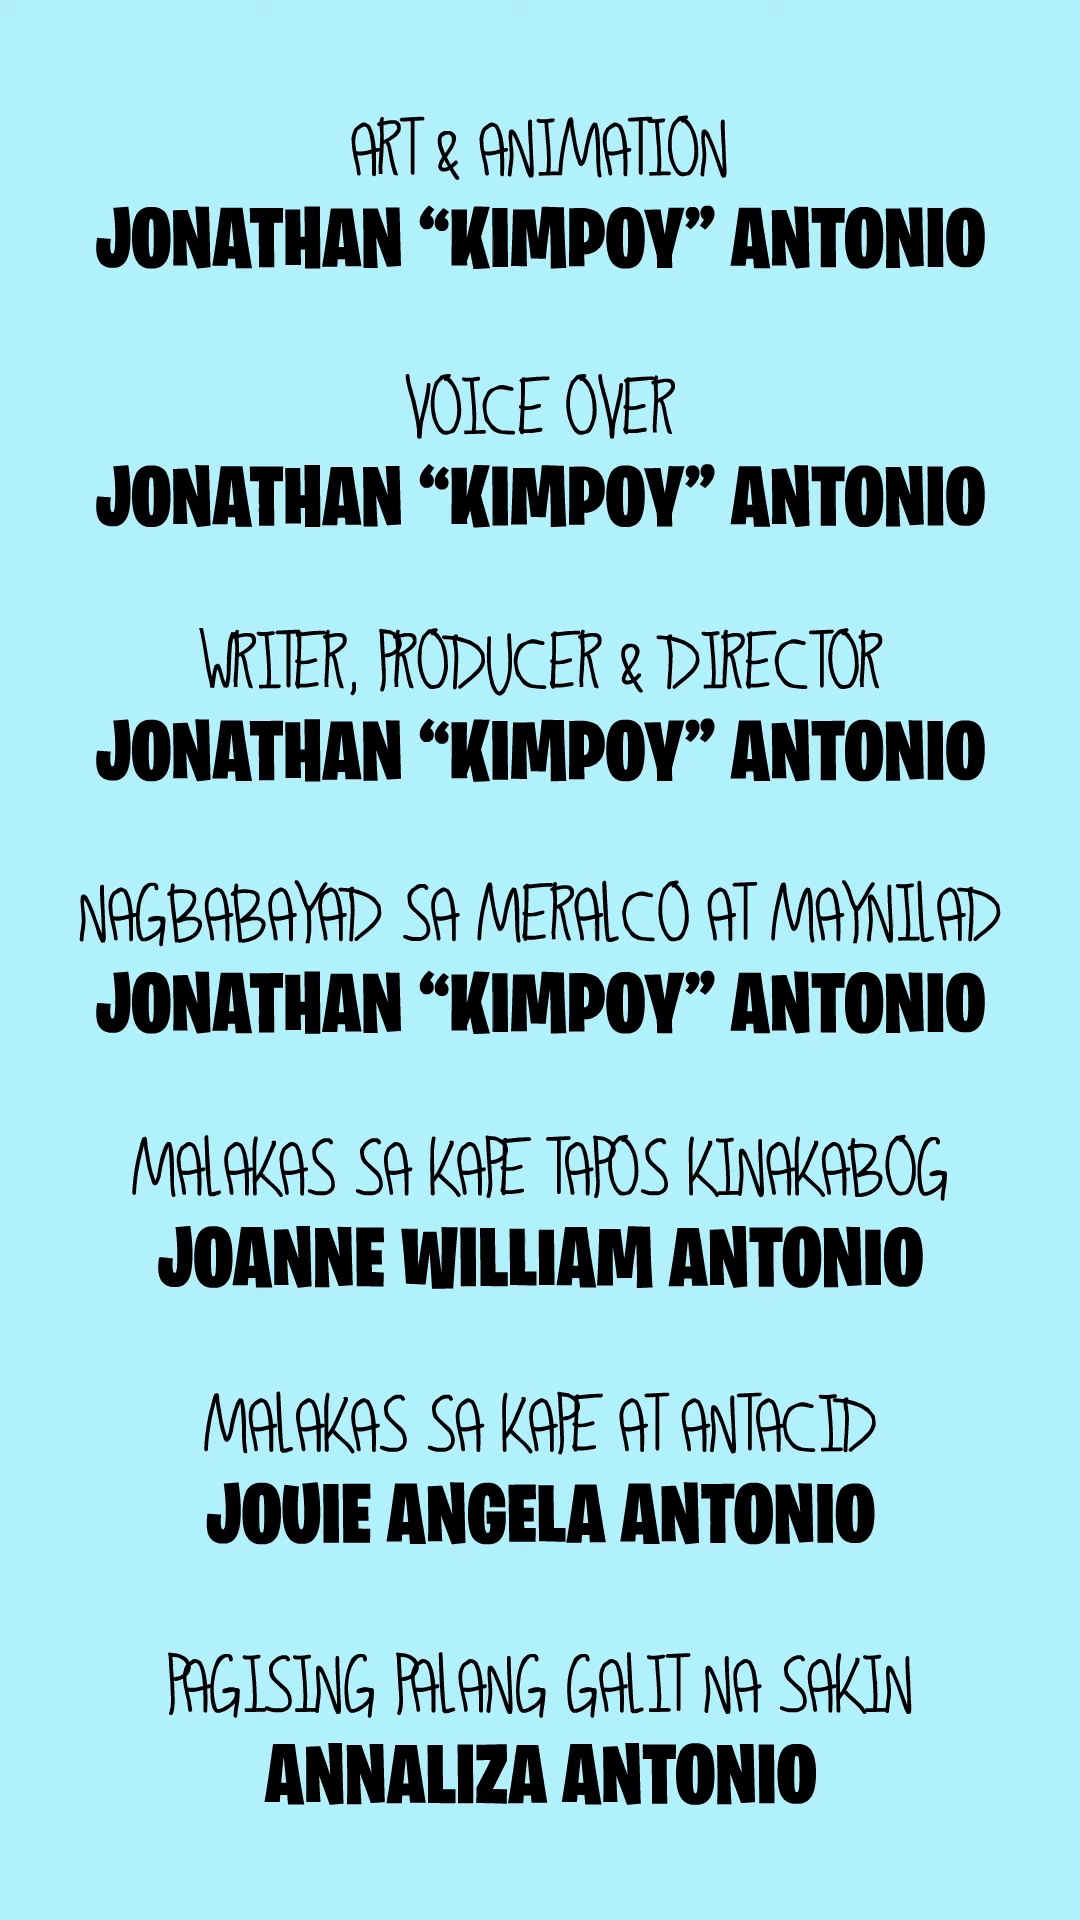 ART & ANIMATION
JONATHAN “KIMPOY” ANTONIO
VOICE OVER
JONATHAN “KIMPOY” ANTONIO
WRITER, PRODUCER & DIRECTOR
JONATHAN “KIMPOY” ANTONIO
NAGBABAYAD SA MERALCO AT MAYNILAD
JONATHAN “KIMPOY” ANTONIO
MALAKAS SA KAPE TAPOS KINAKABOG
JOANNE WILLIAM ANTONIO
MALAKAS SA KAPE AT ANTACID
JOUIE ANGELA ANTONIO
PAGISING PALANG GALIT NA SAKIN
ANNALIZA ANTONIO